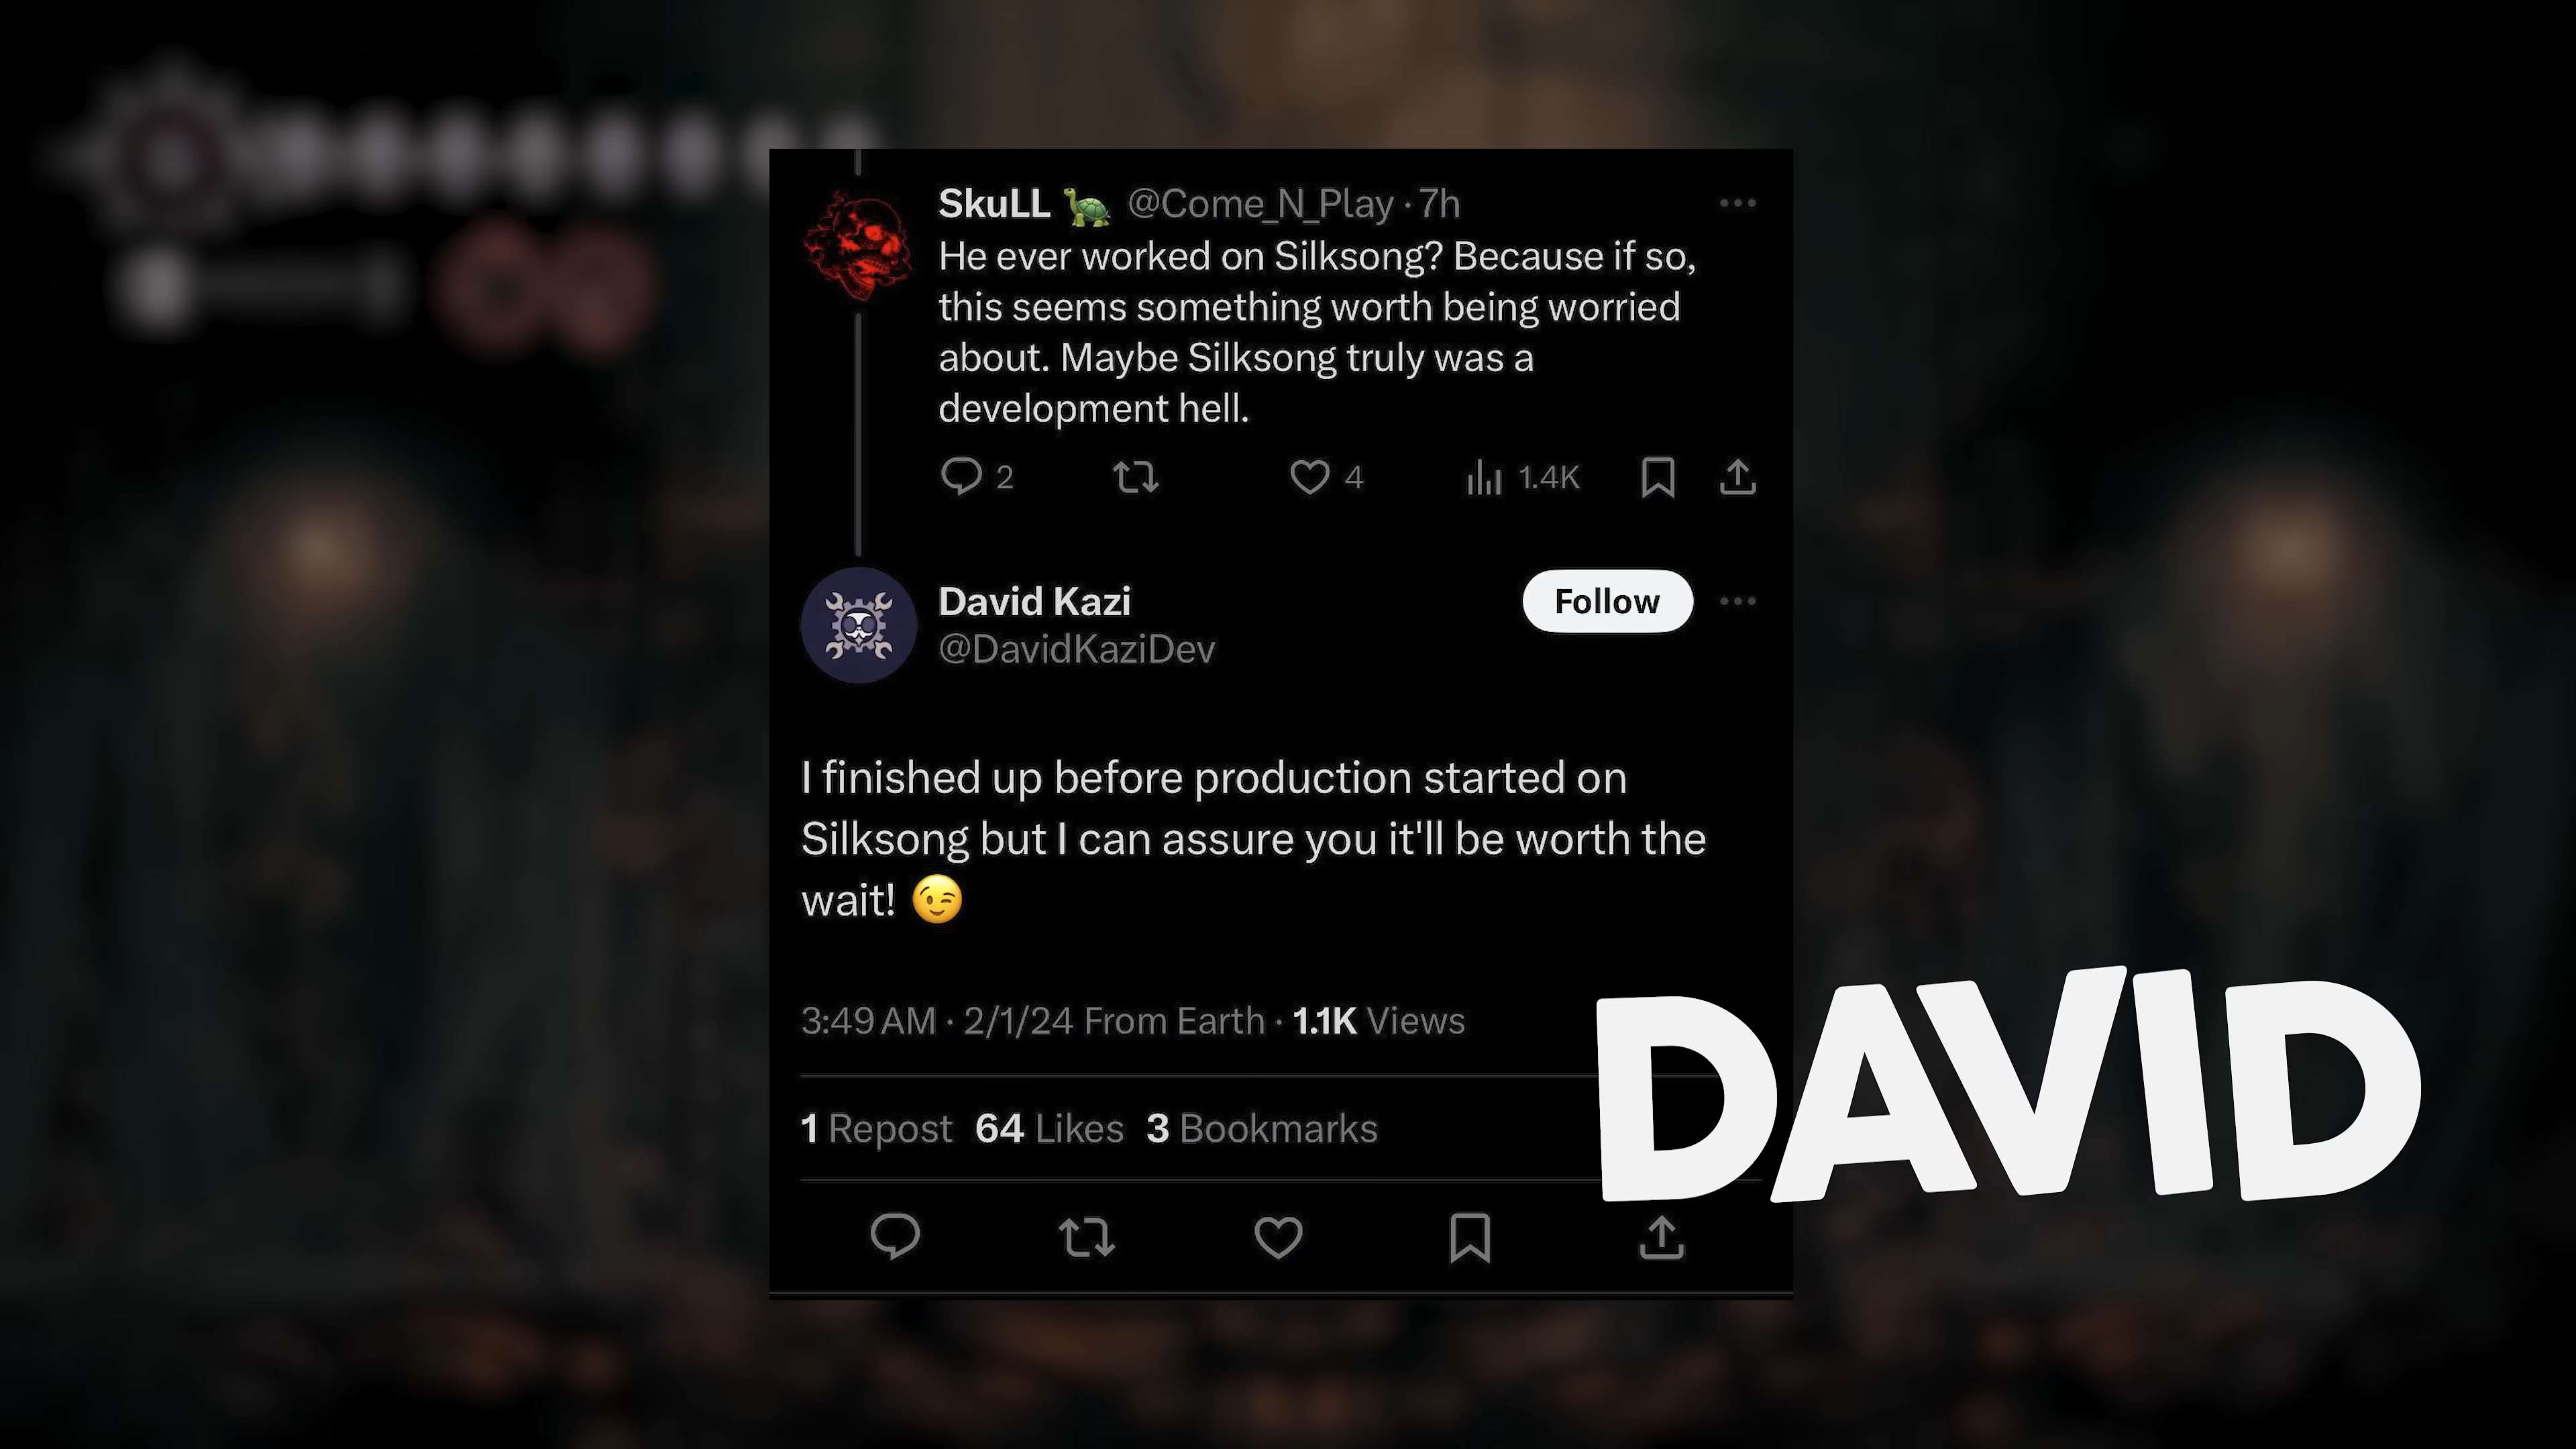 SkuLL 🐢 @Come_N_Play · 7h
He ever worked on Silksong? Because if so,
this seems something worth being worried
about. Maybe Silksong truly was a
development hell.
2 4 1.4K
David Kazi
Follow
@DavidKaziDev
I finished up before production started on
Silksong but I can assure you it'll be worth the
wait! 😉
3:49 AM · 2/1/24 From Earth · 1.1K Views
1 Repost 64 Likes 3 Bookmarks
DAVID